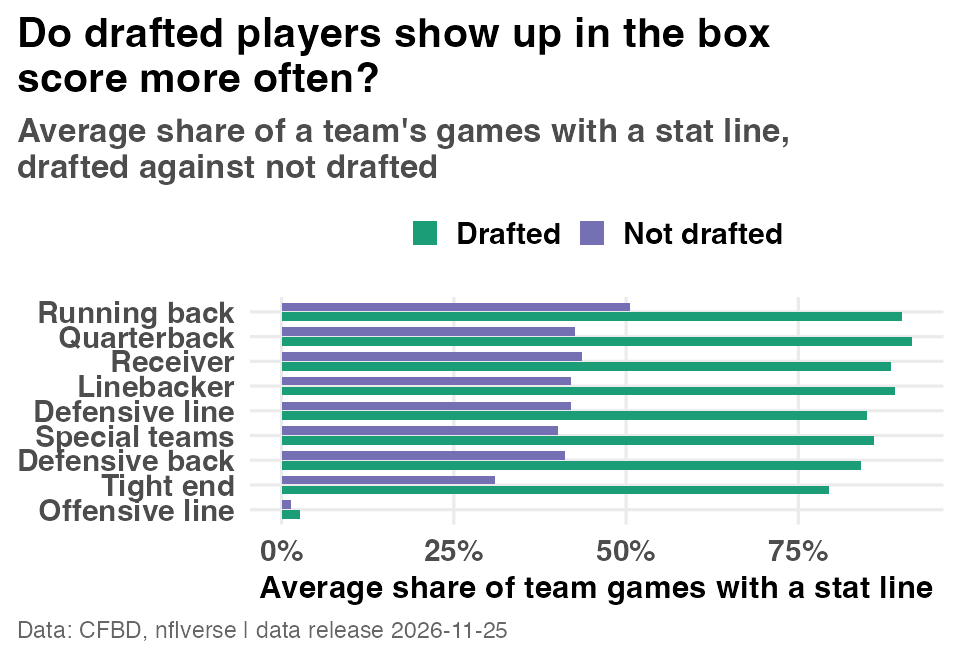 Do drafted players show up in the box
score more often?
Average share of a team's games with a stat line,
drafted against not drafted
Drafted
Not drafted
Running back
Quarterback
Receiver
Linebacker
Defensive line
Special teams
Defensive back
Tight end
Offensive line
0%
25%
50%
75%
Average share of team games with a stat line
Data: CFBD, nflverse | data release 2026-11-25